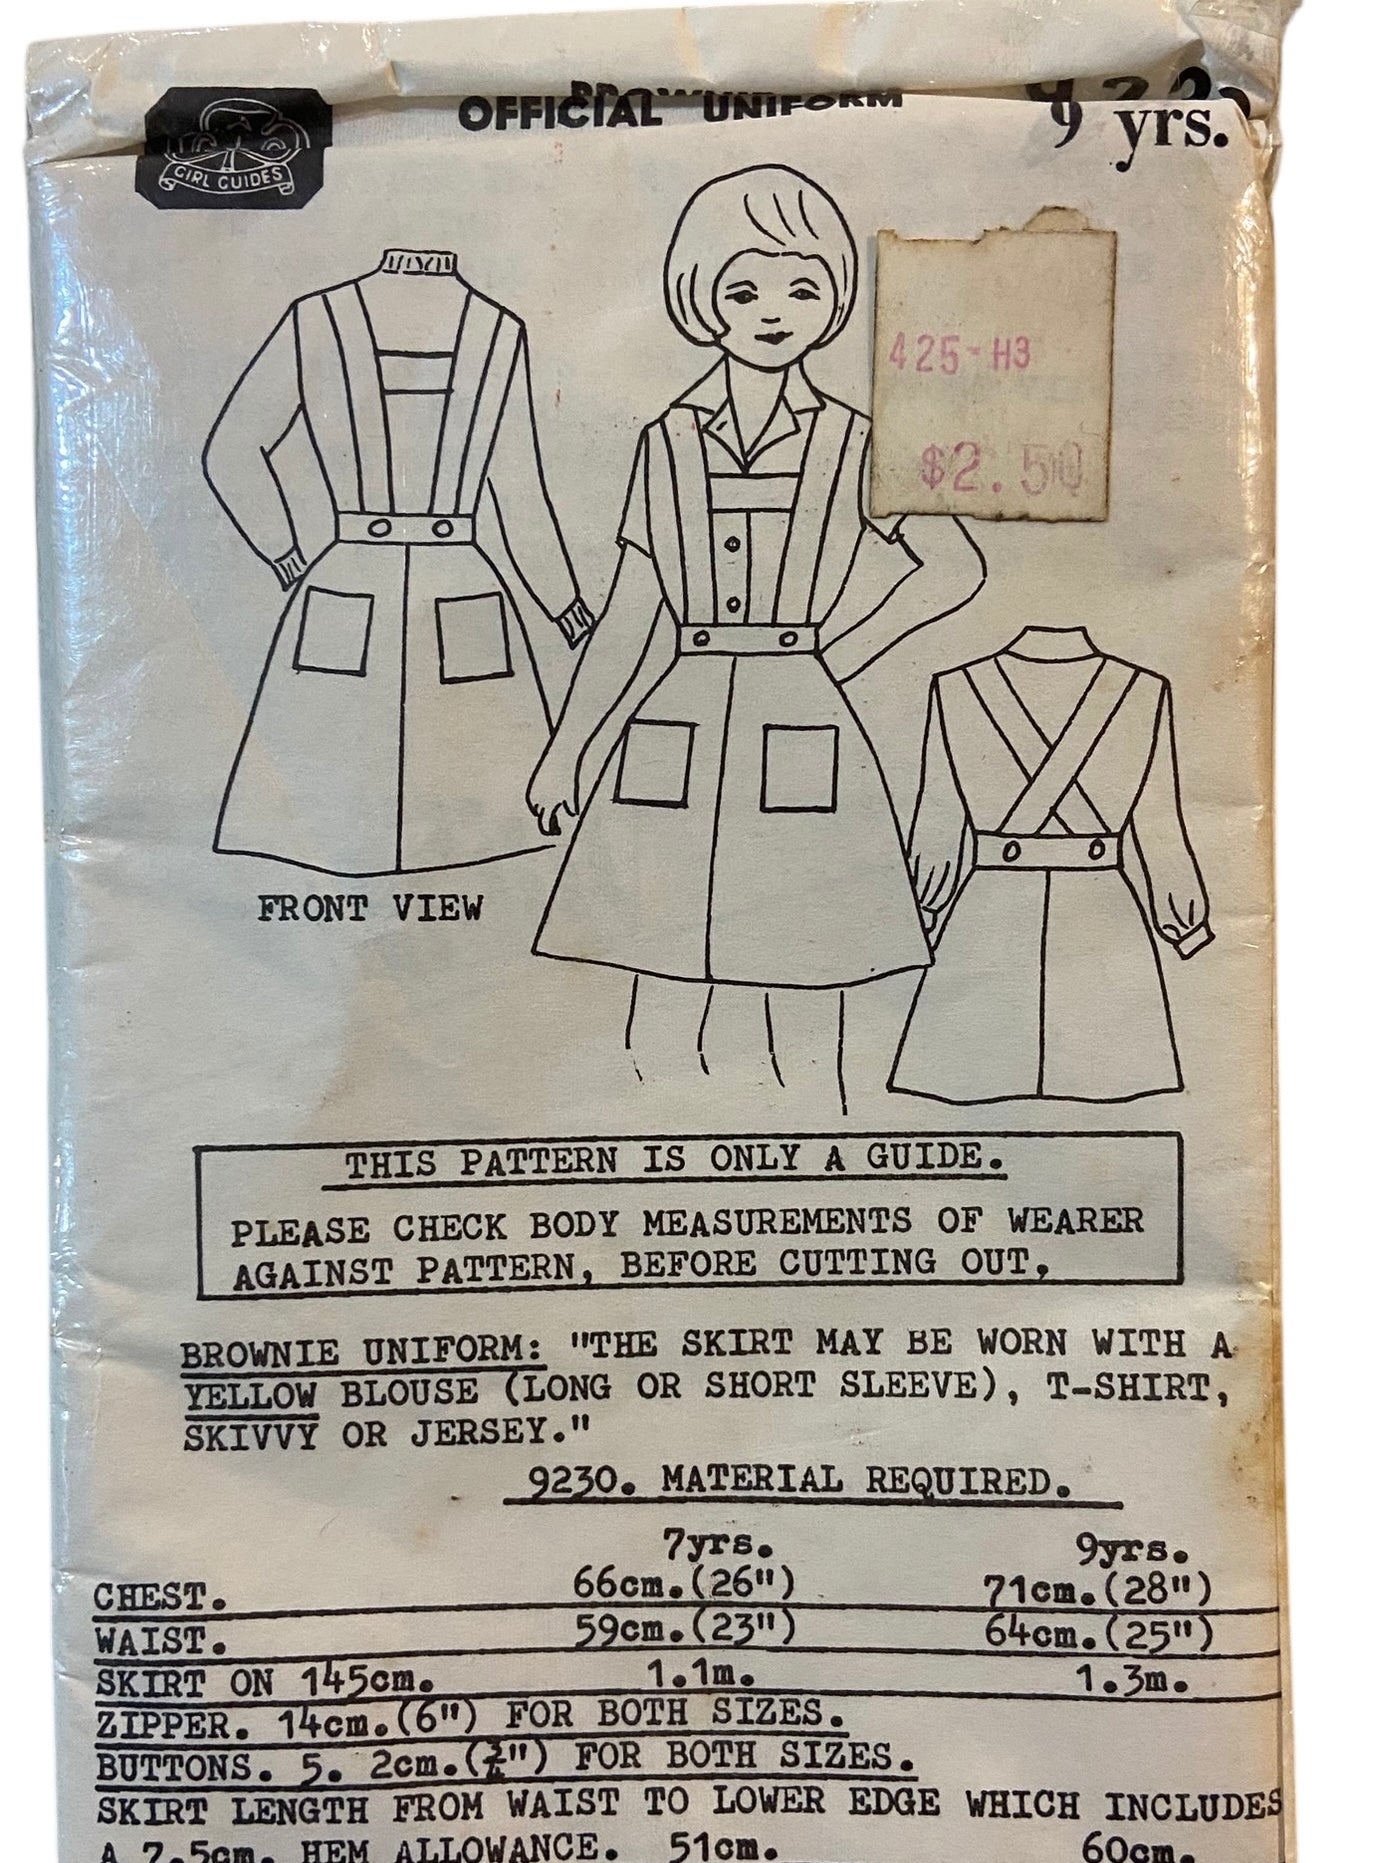 OFFICIAL UNIFORM
9 yrs.
GIRL GUIDES
425-H3
$2.50
FRONT VIEW
THIS PATTERN IS ONLY A GUIDE.
PLEASE CHECK BODY MEASUREMENTS OF WEARER
AGAINST PATTERN, BEFORE CUTTING OUT,
BROWNIE UNIFORM: "THE SKIRT MAY BE WORN WITH A
YELLOW BLOUSE (LONG OR SHORT SLEEVE), T-SHIRT,
SKIVVY OR JERSEY."
9230. MATERIAL REQUIRED.
7yrs. 9yrs.
CHEST. 66cm.(26") 71cm.(28")
WAIST. 59cm.(23") 64cm.(25")
SKIRT ON 145cm. 1.1m. 1.3m.
ZIPPER. 14cm.(6") FOR BOTH SIZES.
BUTTONS. 5. 2cm.(¾") FOR BOTH SIZES.
SKIRT LENGTH FROM WAIST TO LOWER EDGE WHICH INCLUDES
A 7.5cm. HEM ALLOWANCE. 51cm. 60cm.